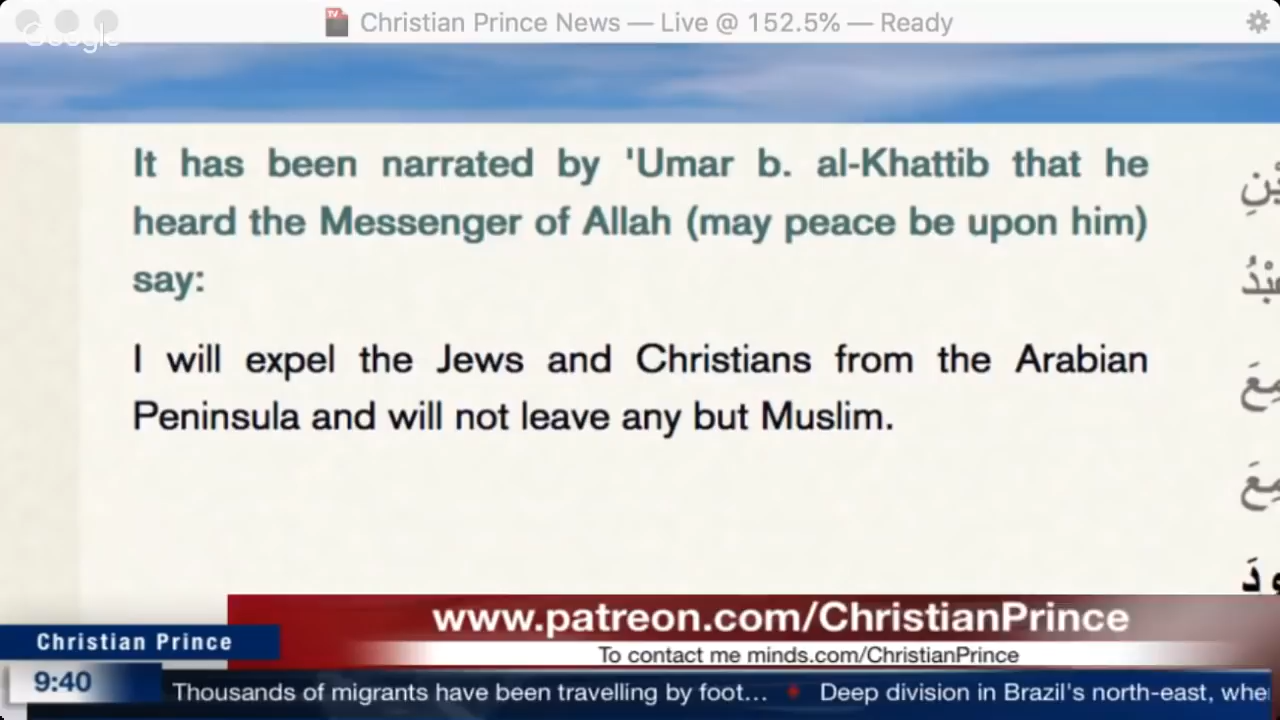 Christian Prince News — Live @ 152.5% — Ready
Google
It has been narrated by 'Umar b. al-Khattib that he
heard the Messenger of Allah (may peace be upon him)
say:
I will expel the Jews and Christians from the Arabian
Peninsula and will not leave any but Muslim.
www.patreon.com/ChristianPrince
To contact me minds.com/ChristianPrince
Christian Prince
9:40
Thousands of migrants have been travelling by foot... • Deep division in Brazil's north-east,